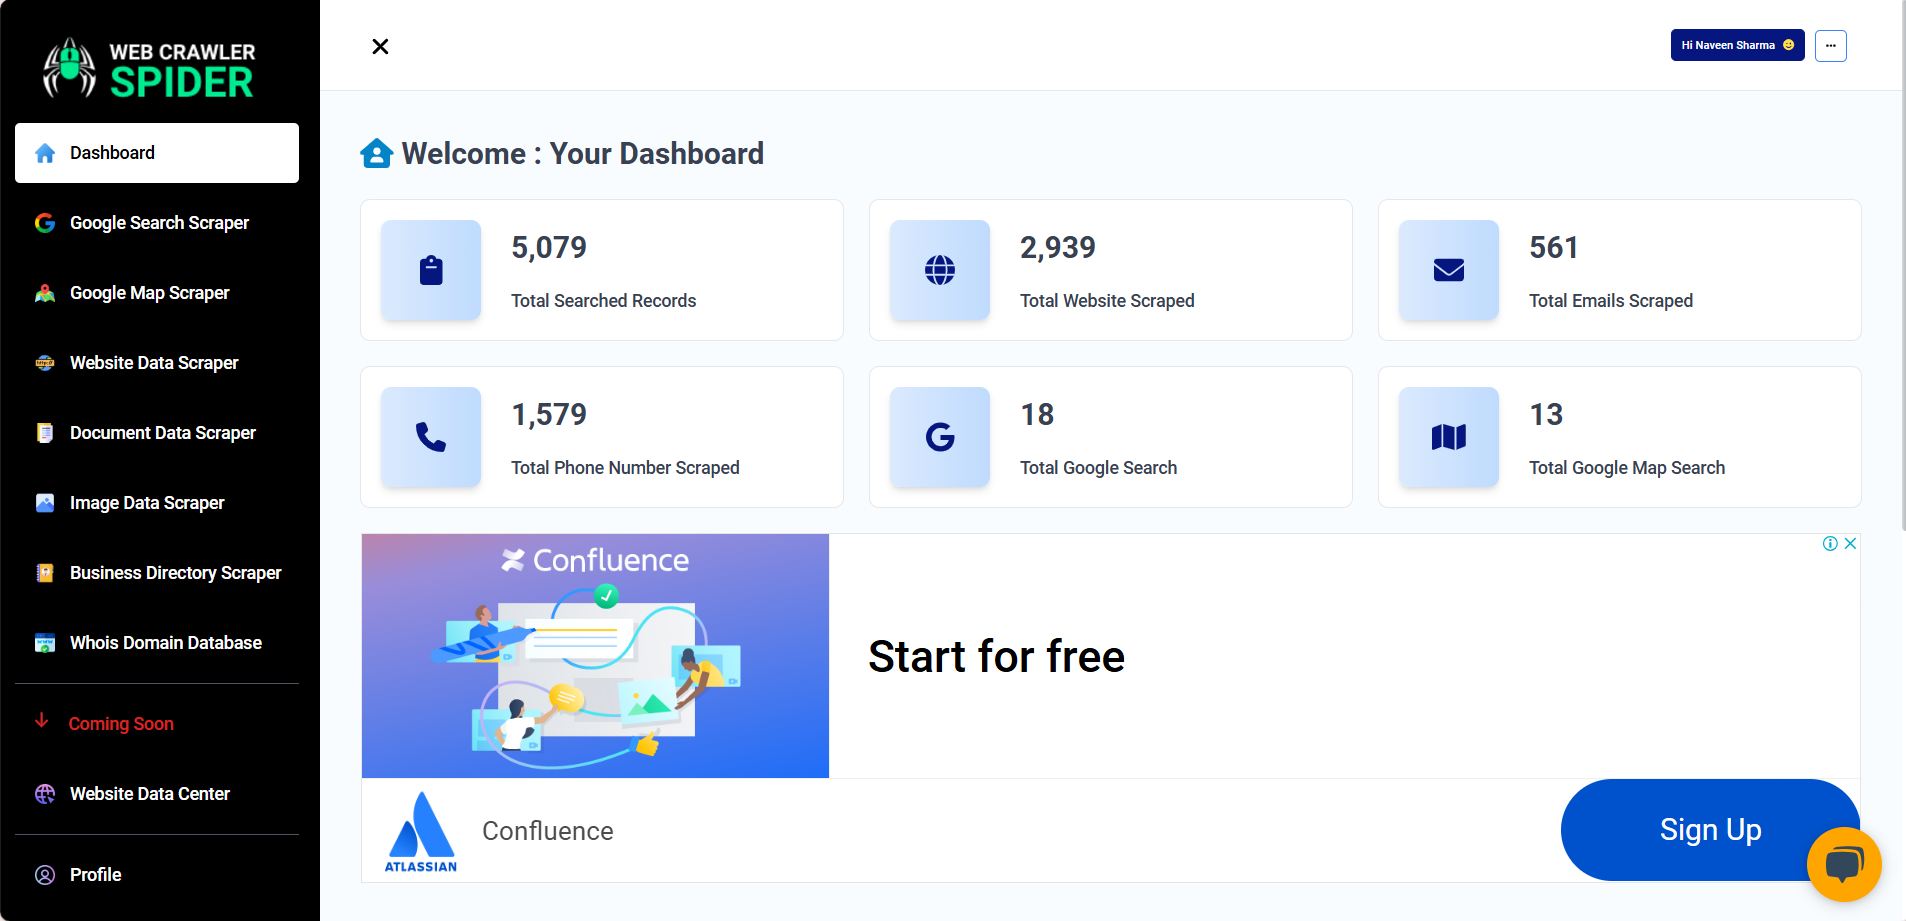 WEB CRAWLER
SPIDER
Dashboard
Google Search Scraper
Google Map Scraper
Website Data Scraper
Document Data Scraper
Image Data Scraper
Business Directory Scraper
Whois Domain Database
Coming Soon
Website Data Center
Profile
Hi Naveen Sharma
Welcome : Your Dashboard
5,079
Total Searched Records
2,939
Total Website Scraped
561
Total Emails Scraped
1,579
Total Phone Number Scraped
18
Total Google Search
13
Total Google Map Search
Confluence
Start for free
ATLASSIAN
Confluence
Sign Up